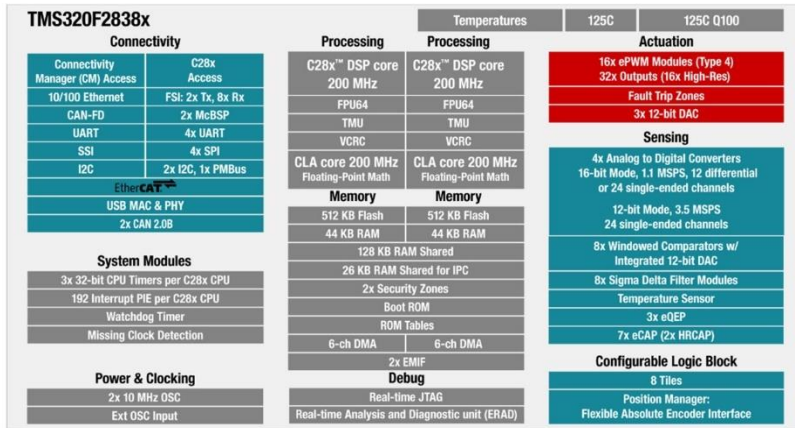 TMS320F2838x
Temperatures
125C
125C Q100
Connectivity
Connectivity
Manager (CM) Access
C28x
Access
10/100 Ethernet
FSI: 2x Tx, 8x Rx
CAN-FD
2x McBSP
UART
4x UART
SSI
4x SPI
I2C
2x I2C, 1x PMBus
EtherCAT
USB MAC & PHY
2x CAN 2.0B
System Modules
3x 32-bit CPU Timers per C28x CPU
192 Interrupt PIE per C28x CPU
Watchdog Timer
Missing Clock Detection
Power & Clocking
2x 10 MHz OSC
Ext OSC Input
Processing
Processing
C28x™ DSP core
200 MHz
C28x™ DSP core
200 MHz
FPU64
FPU64
TMU
TMU
VCRC
VCRC
CLA core 200 MHz
Floating-Point Math
CLA core 200 MHz
Floating-Point Math
Memory
Memory
512 KB Flash
512 KB Flash
44 KB RAM
44 KB RAM
128 KB RAM Shared
26 KB RAM Shared for IPC
2x Security Zones
Boot ROM
ROM Tables
6-ch DMA
6-ch DMA
2x EMIF
Debug
Real-time JTAG
Real-time Analysis and Diagnostic unit (ERAD)
Actuation
16x ePWM Modules (Type 4)
32x Outputs (16x High-Res)
Fault Trip Zones
3x 12-bit DAC
Sensing
4x Analog to Digital Converters
16-bit Mode, 1.1 MSPS, 12 differential
or 24 single-ended channels
12-bit Mode, 3.5 MSPS
24 single-ended channels
8x Windowed Comparators w/
Integrated 12-bit DAC
8x Sigma Delta Filter Modules
Temperature Sensor
3x eQEP
7x eCAP (2x HRCAP)
Configurable Logic Block
8 Tiles
Position Manager:
Flexible Absolute Encoder Interface